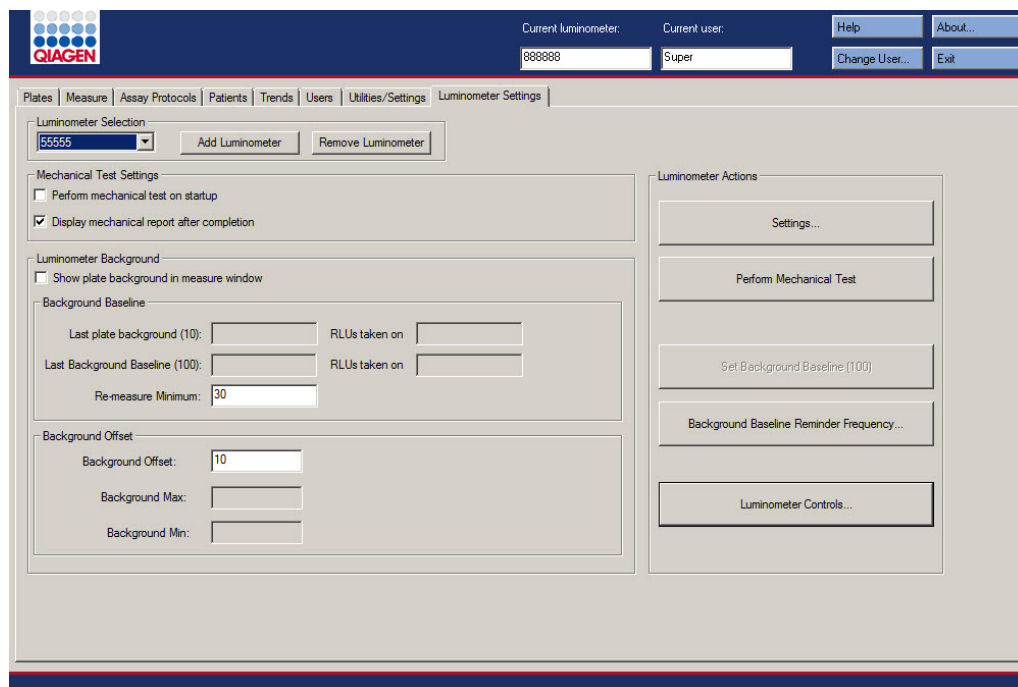 QIAGEN
Current luminometer: Current user:
888888 Super
Help About...
Change User... Exit
Plates Measure Assay Protocols Patients Trends Users Utilities/Settings Luminometer Settings
Luminometer Selection
55555 Add Luminometer Remove Luminometer
Mechanical Test Settings
Perform mechanical test on startup
Display mechanical report after completion
Luminometer Background
Show plate background in measure window
Background Baseline
Last plate background (10): RLUs taken on
Last Background Baseline (100): RLUs taken on
Re-measure Minimum: 30
Background Offset
Background Offset: 10
Background Max:
Background Min:
Luminometer Actions
Settings...
Perform Mechanical Test
Set Background Baseline (100)
Background Baseline Reminder Frequency...
Luminometer Controls...